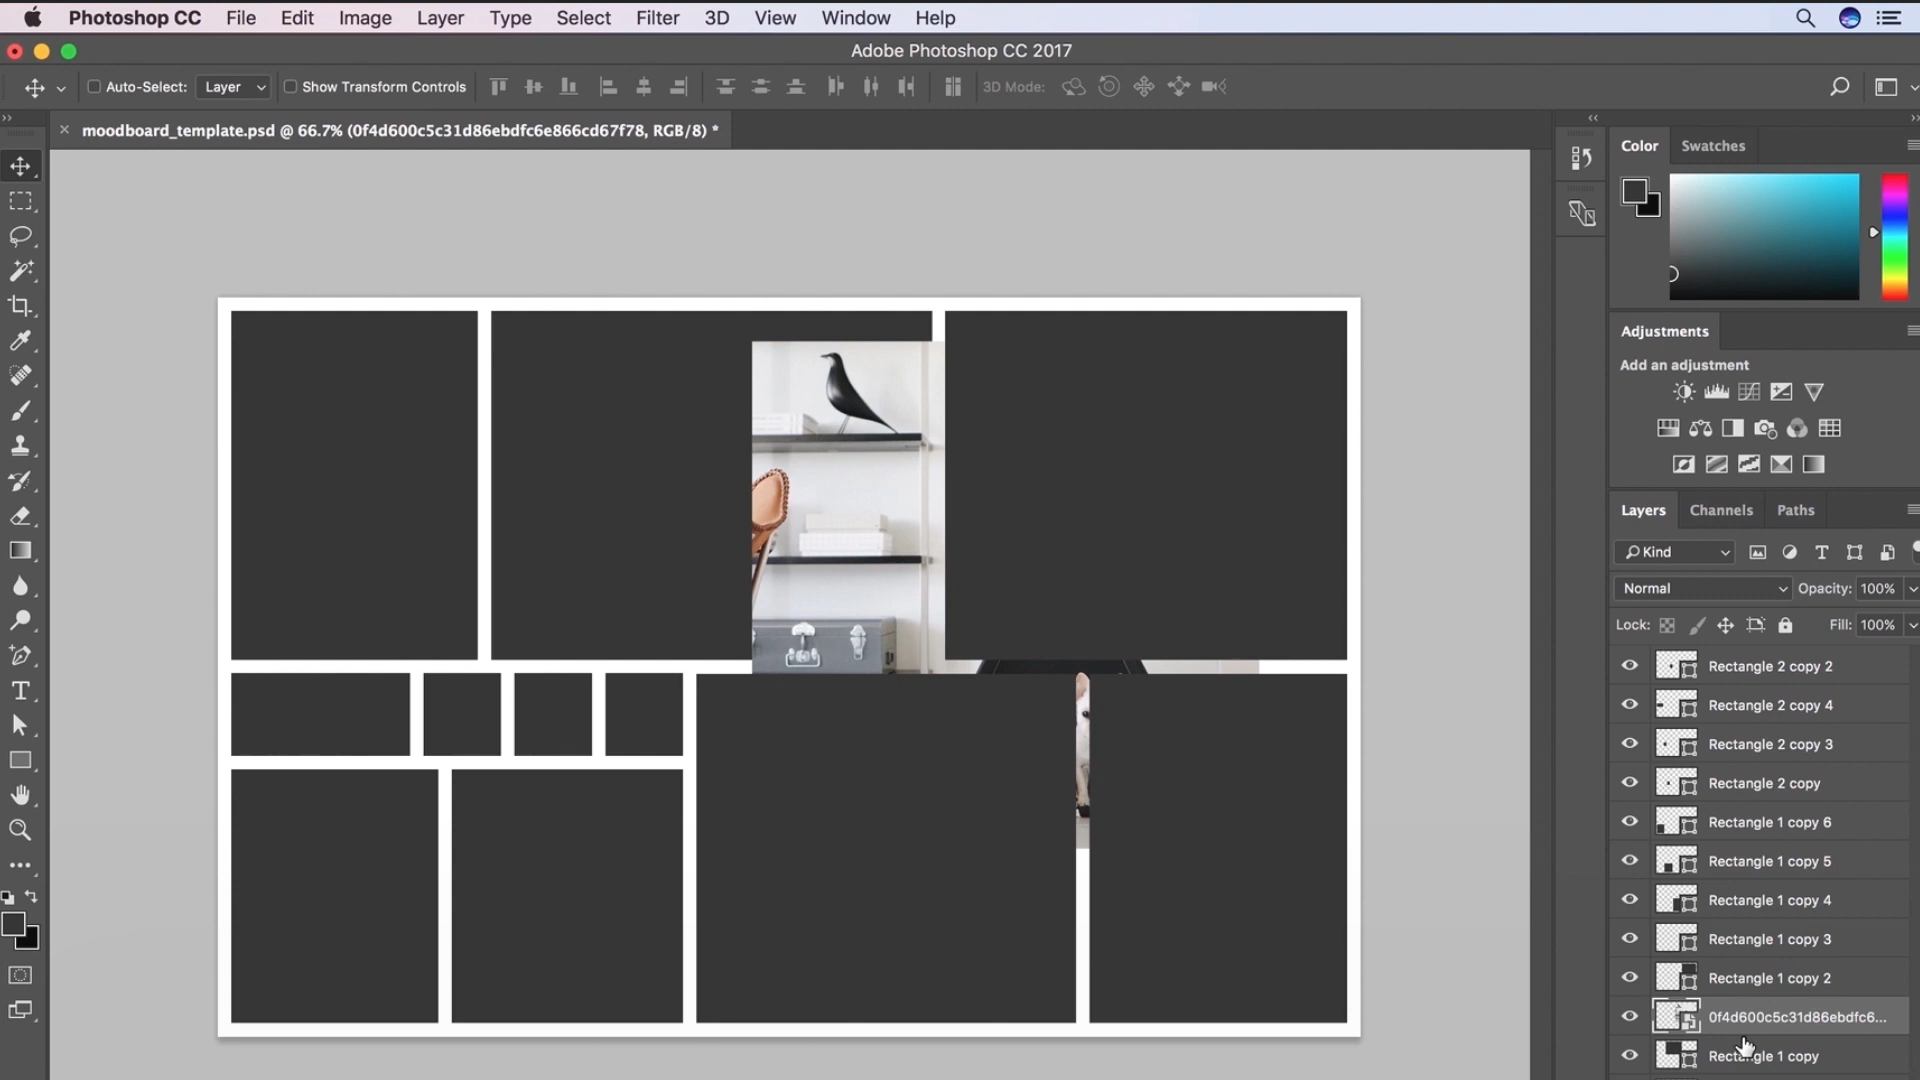 Photoshop CC File Edit Image Layer Type Select Filter 3D View Window Help
Adobe Photoshop CC 2017
Auto-Select: Layer Show Transform Controls 3D Mode:
moodboard_template.psd @ 66.7% (0f4d600c5c31d86ebdfc6e866cd67f78, RGB/8) *
Color Swatches
Adjustments
Add an adjustment
Layers Channels Paths
Kind
Normal Opacity: 100%
Lock: Fill: 100%
Rectangle 2 copy 2
Rectangle 2 copy 4
Rectangle 2 copy 3
Rectangle 2 copy
Rectangle 1 copy 6
Rectangle 1 copy 5
Rectangle 1 copy 4
Rectangle 1 copy 3
Rectangle 1 copy 2
0f4d600c5c31d86ebdfc6...
Rectangle 1 copy